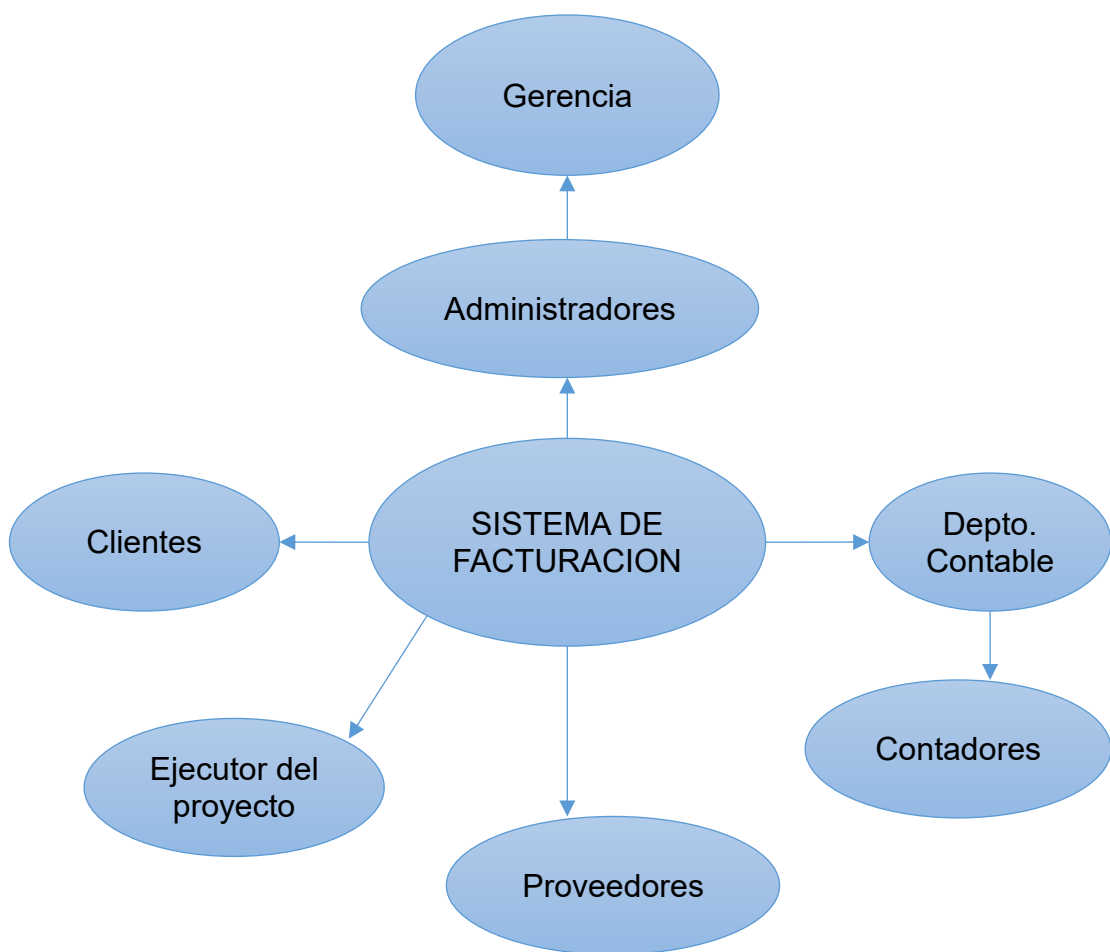 Gerencia
Administradores
Clientes
SISTEMA DE
FACTURACION
Depto.
Contable
Ejecutor del
proyecto
Contadores
Proveedores